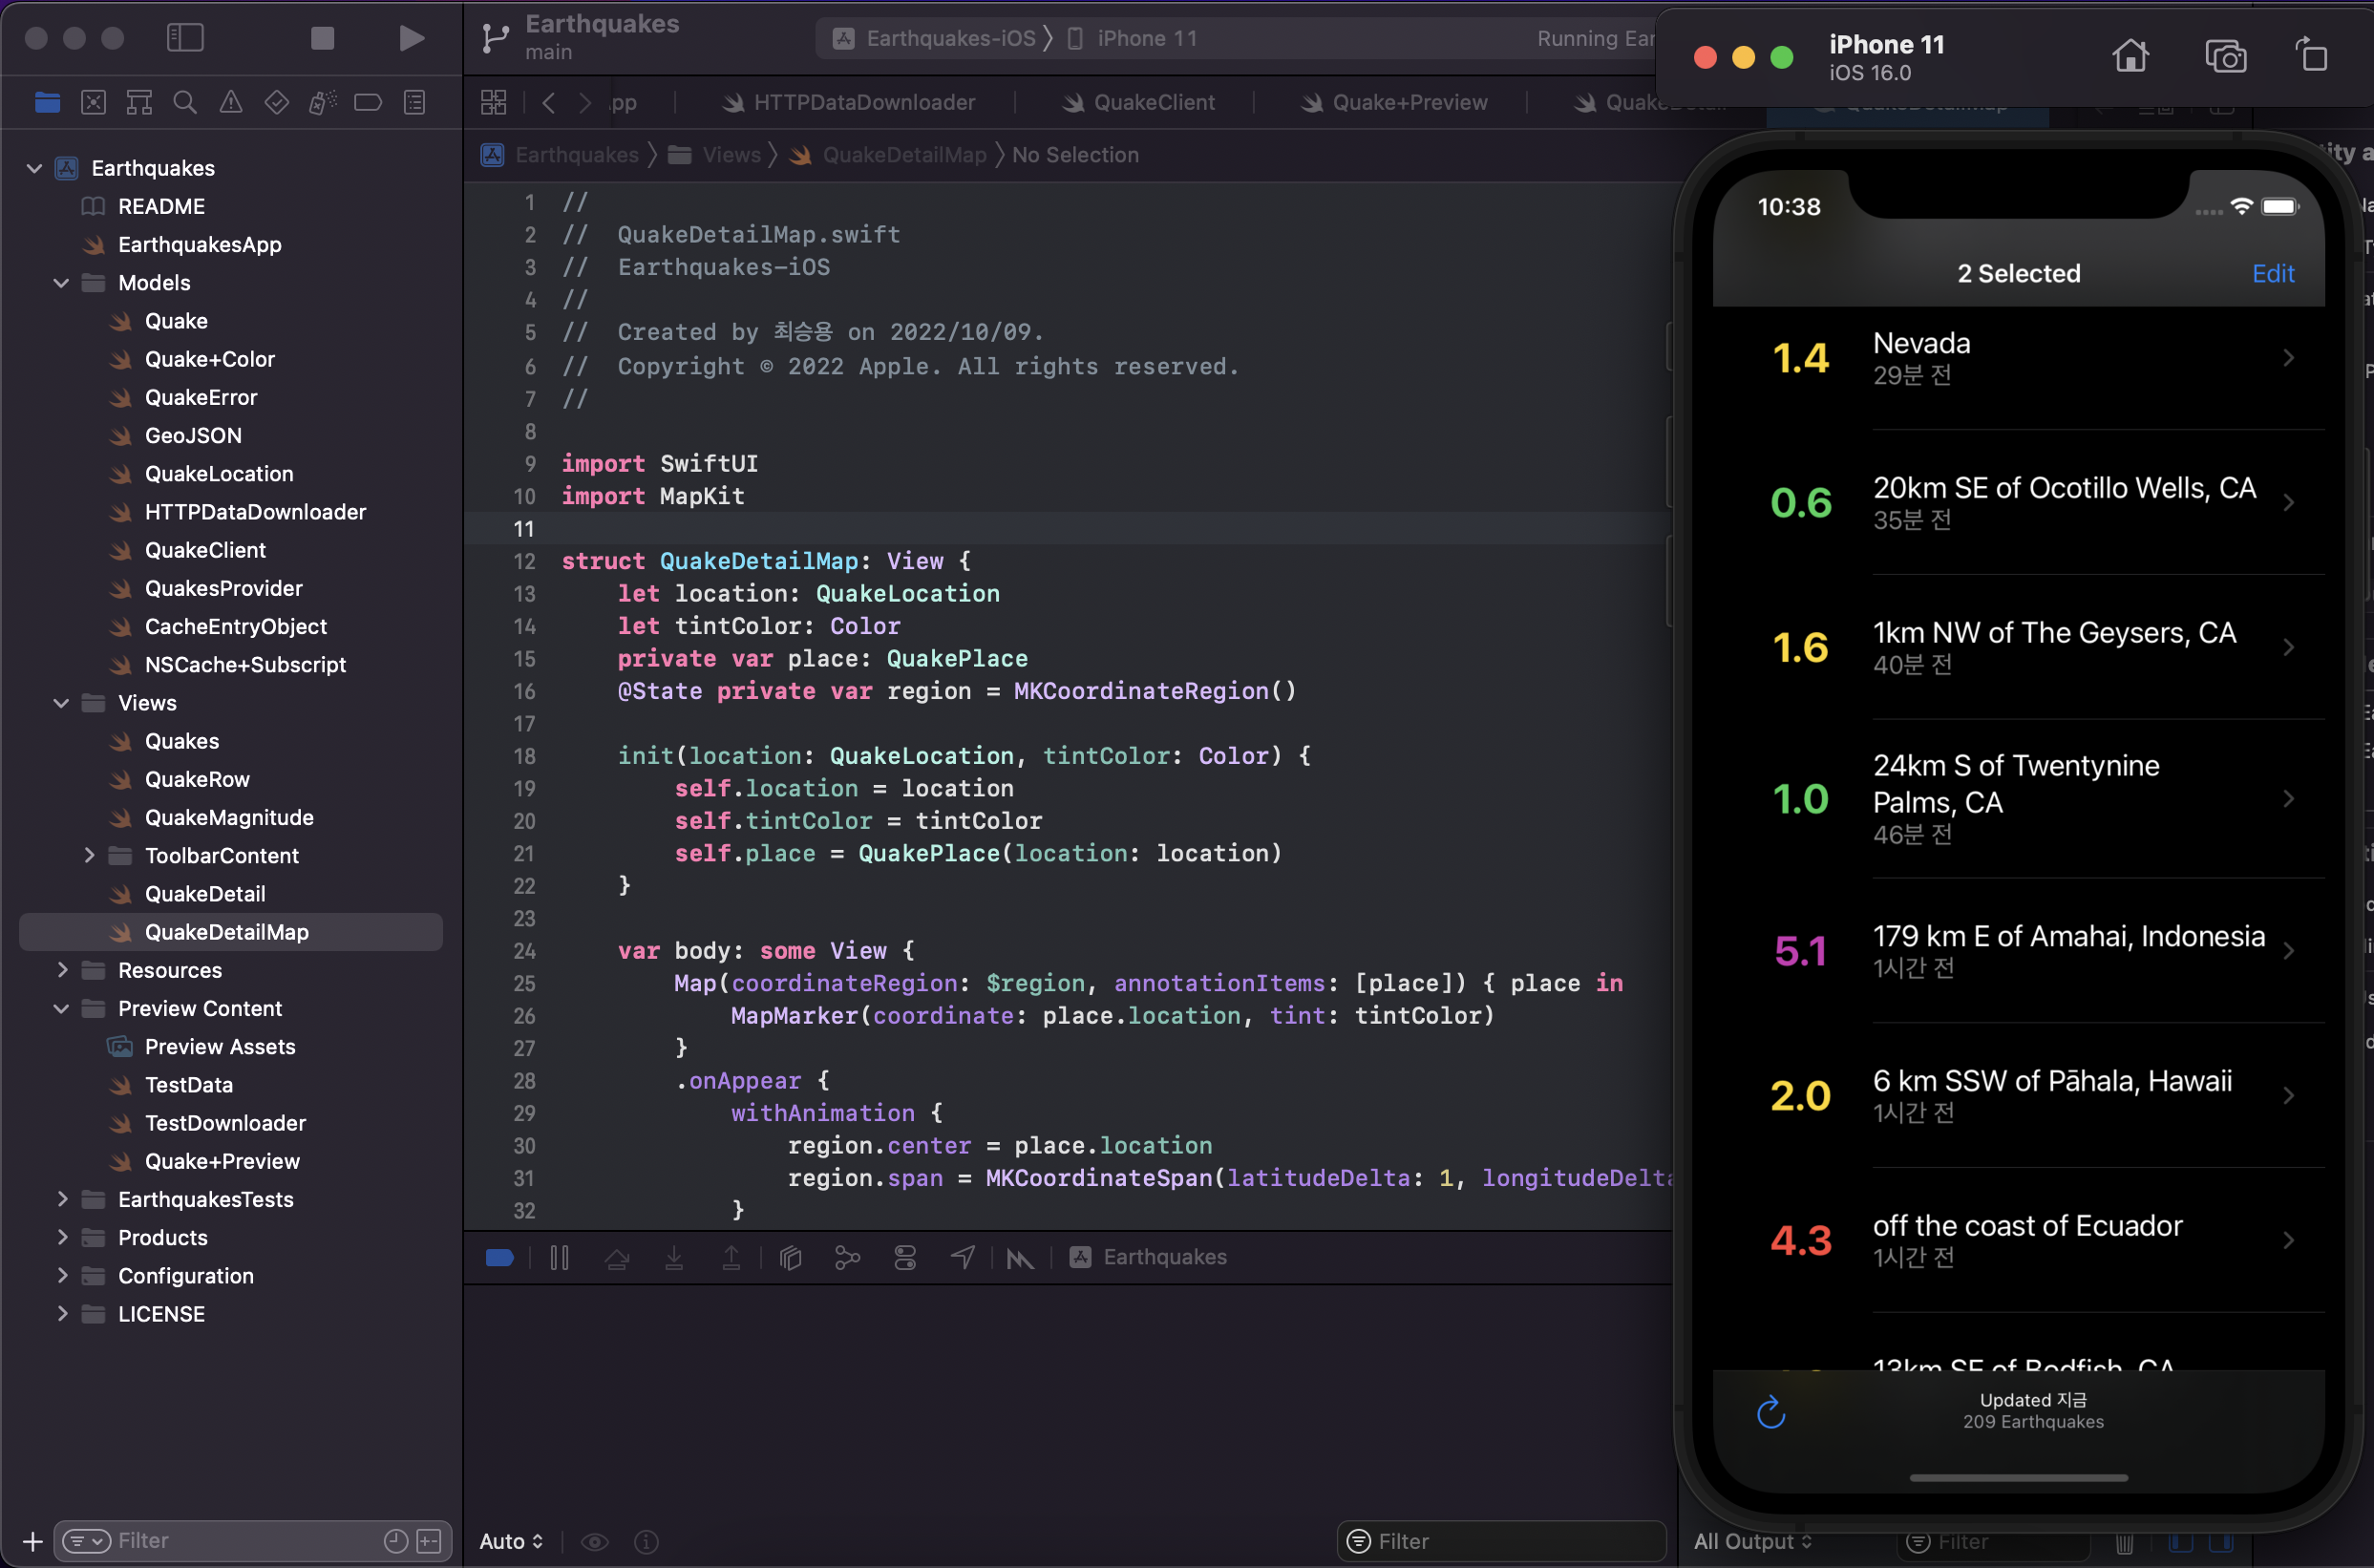 Earthquakes
main
Earthquakes-iOS
iPhone 11
HTTPDataDownloader
QuakeClient
Quake+Preview
Earthquakes
Views
QuakeDetailMap
No Selection
Earthquakes
README
EarthquakesApp
Models
Quake
Quake+Color
QuakeError
GeoJSON
QuakeLocation
HTTPDataDownloader
QuakeClient
QuakesProvider
CacheEntryObject
NSCache+Subscript
Views
Quakes
QuakeRow
QuakeMagnitude
ToolbarContent
QuakeDetail
QuakeDetailMap
Resources
Preview Content
Preview Assets
TestData
TestDownloader
Quake+Preview
EarthquakesTests
Products
Configuration
LICENSE
Filter
1 //
2 //  QuakeDetailMap.swift
3 //  Earthquakes-iOS
4 //
5 //  Created by 최승용 on 2022/10/09.
6 //  Copyright © 2022 Apple. All rights reserved.
7 //
8
9 import SwiftUI
10 import MapKit
11
12 struct QuakeDetailMap: View {
13     let location: QuakeLocation
14     let tintColor: Color
15     private var place: QuakePlace
16     @State private var region = MKCoordinateRegion()
17
18     init(location: QuakeLocation, tintColor: Color) {
19         self.location = location
20         self.tintColor = tintColor
21         self.place = QuakePlace(location: location)
22     }
23
24     var body: some View {
25         Map(coordinateRegion: $region, annotationItems: [place]) { place in
26             MapMarker(coordinate: place.location, tint: tintColor)
27         }
28         .onAppear {
29             withAnimation {
30                 region.center = place.location
31                 region.span = MKCoordinateSpan(latitudeDelta: 1, longitudeDelta
32             }
Earthquakes
Auto
Filter
All Output
Filter
Running
iPhone 11
iOS 16.0
10:38
2 Selected
Edit
1.4
Nevada
29분 전
0.6
20km SE of Ocotillo Wells, CA
35분 전
1.6
1km NW of The Geysers, CA
40분 전
1.0
24km S of Twentynine
Palms, CA
46분 전
5.1
179 km E of Amahai, Indonesia
1시간 전
2.0
6 km SSW of Pāhala, Hawaii
1시간 전
4.3
off the coast of Ecuador
1시간 전
13km SE of Bodfish, CA
Updated 지금
209 Earthquakes